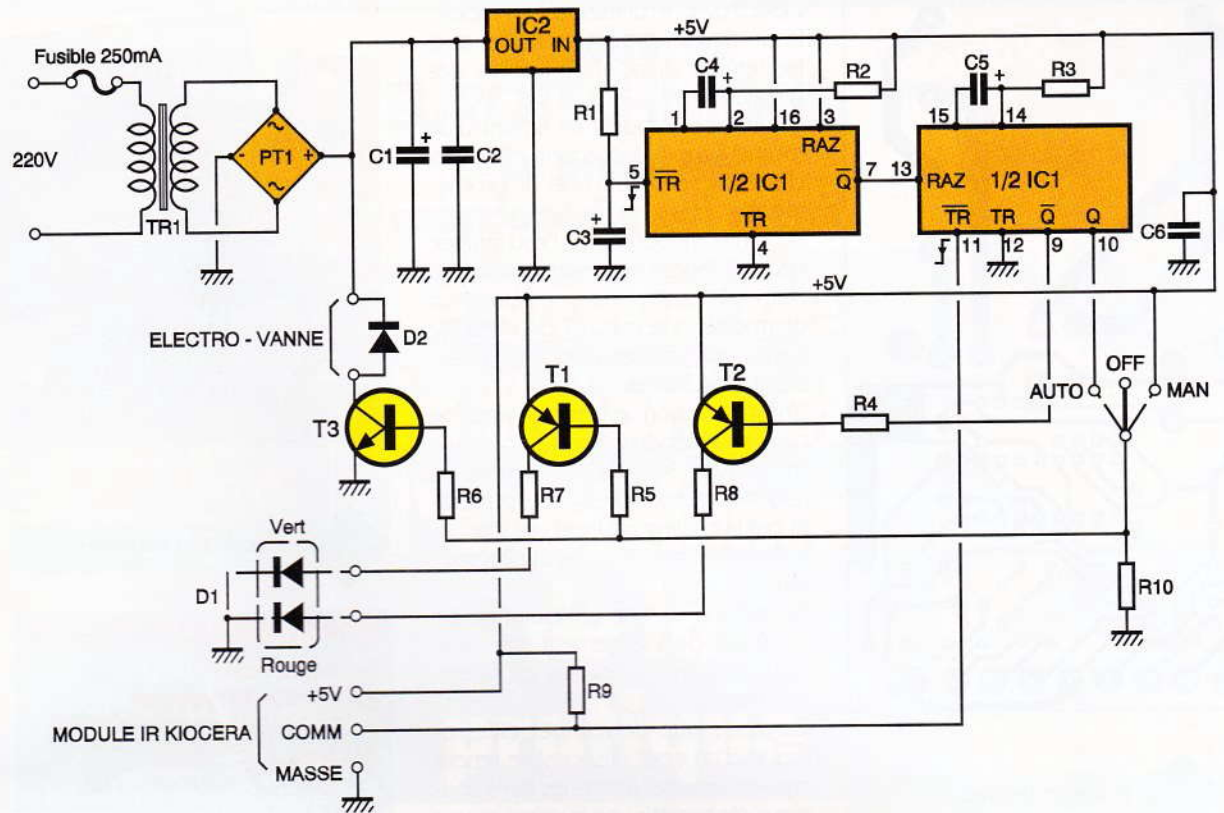 Fusible 250mA
220V
TR1
~
PT1
- +
~
C1 +
C2
IC2
OUT IN
+5V
R1
C3 +
C4 +
R2
1 2 16 3
RAZ
5 TR 1/2 IC1 Q 7
TR
4
C5 +
R3
15 14
13 RAZ 1/2 IC1
TR TR Q Q
11 12 9 10
C6
+5V
ELECTRO - VANNE
D2
T3
T1
T2
R4
OFF
AUTO MAN
R6
R7
R5
R8
R10
Vert
D1
Rouge
R9
+5V
MODULE IR KIOCERA
COMM
MASSE